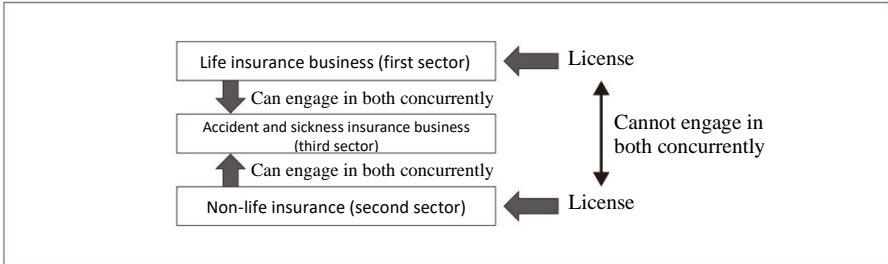 Life insurance business (first sector)
License
Can engage in both concurrently
Accident and sickness insurance business
(third sector)
Cannot engage in
both concurrently
Can engage in both concurrently
Non-life insurance (second sector)
License